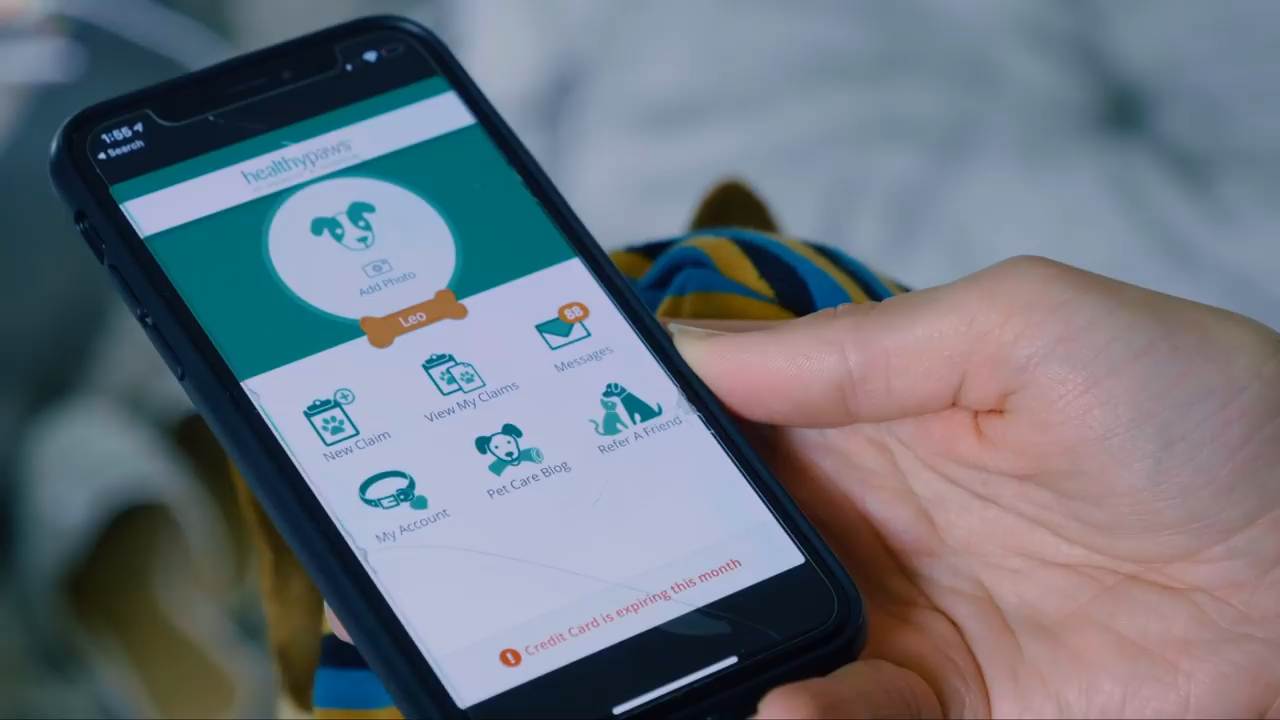 1:55
Search
healthypaws
Add Photo
Leo
88
Messages
View My Claims
New Claim
Refer A Friend
Pet Care Blog
My Account
Credit Card is expiring this month